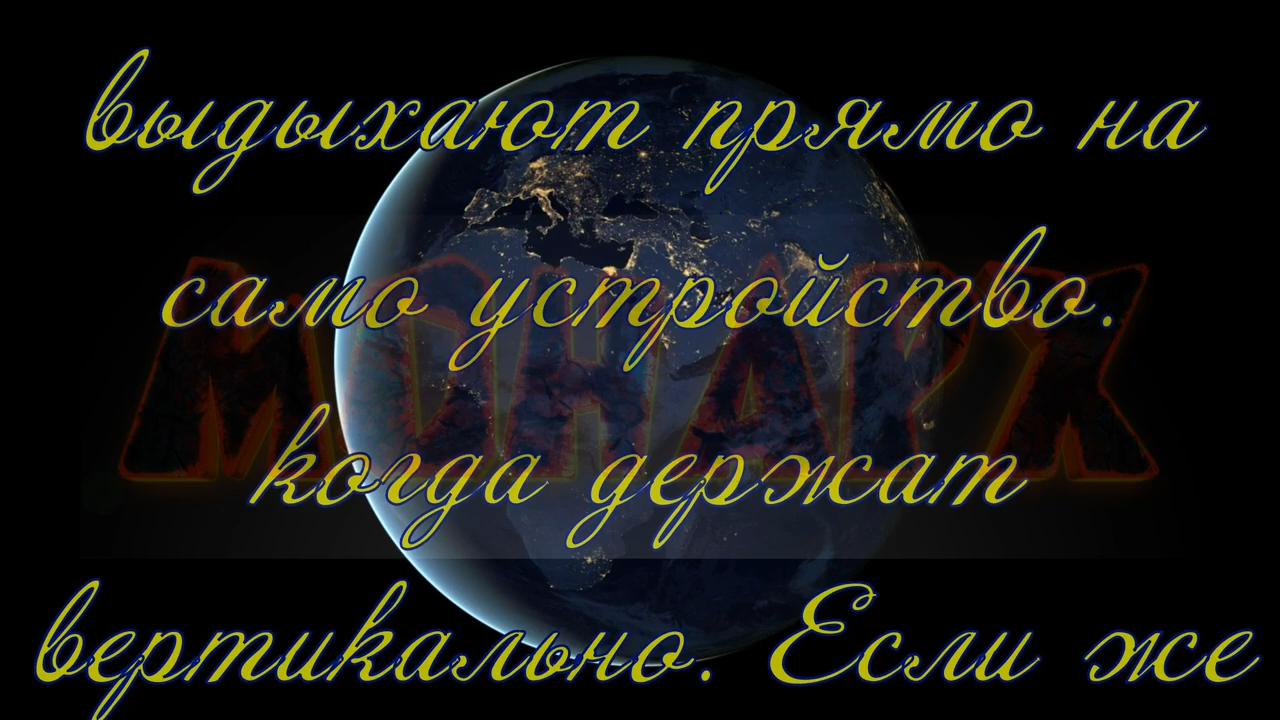 выдыхают прямо на
само устройство.
МОНАРХ
когда держат
вертикально. Если же